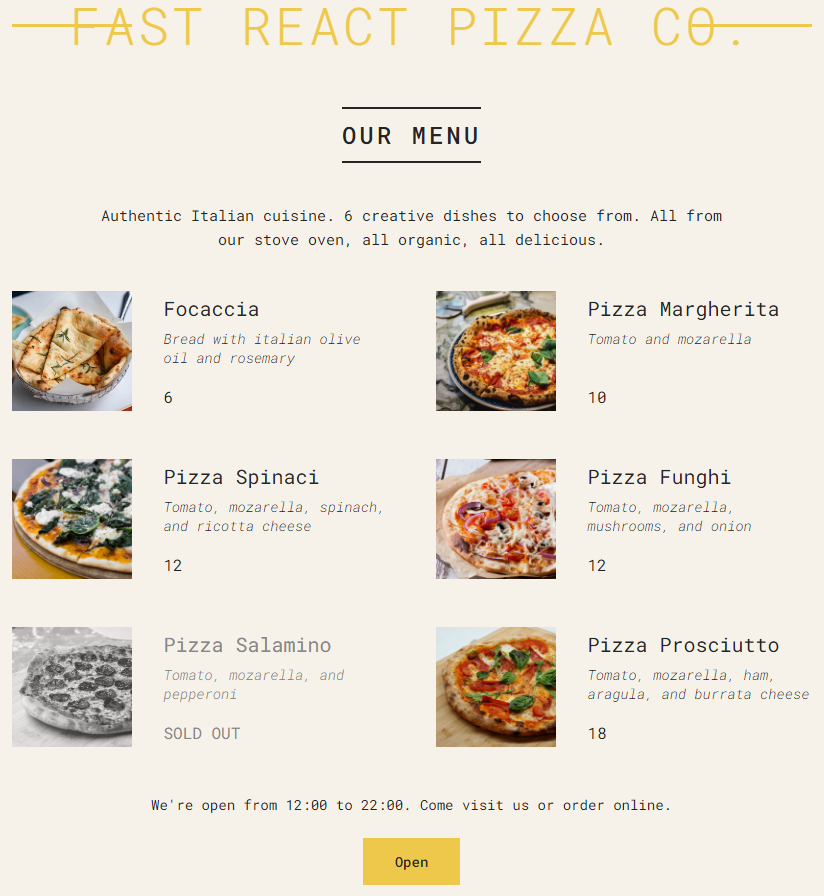 FAST REACT PIZZA CO.
OUR MENU
Authentic Italian cuisine. 6 creative dishes to choose from. All from
our stove oven, all organic, all delicious.
Focaccia
Bread with italian olive
oil and rosemary
6
Pizza Margherita
Tomato and mozarella
10
Pizza Spinaci
Tomato, mozarella, spinach,
and ricotta cheese
12
Pizza Funghi
Tomato, mozarella,
mushrooms, and onion
12
Pizza Salamino
Tomato, mozarella, and
pepperoni
SOLD OUT
Pizza Prosciutto
Tomato, mozarella, ham,
aragula, and burrata cheese
18
We're open from 12:00 to 22:00. Come visit us or order online.
Open